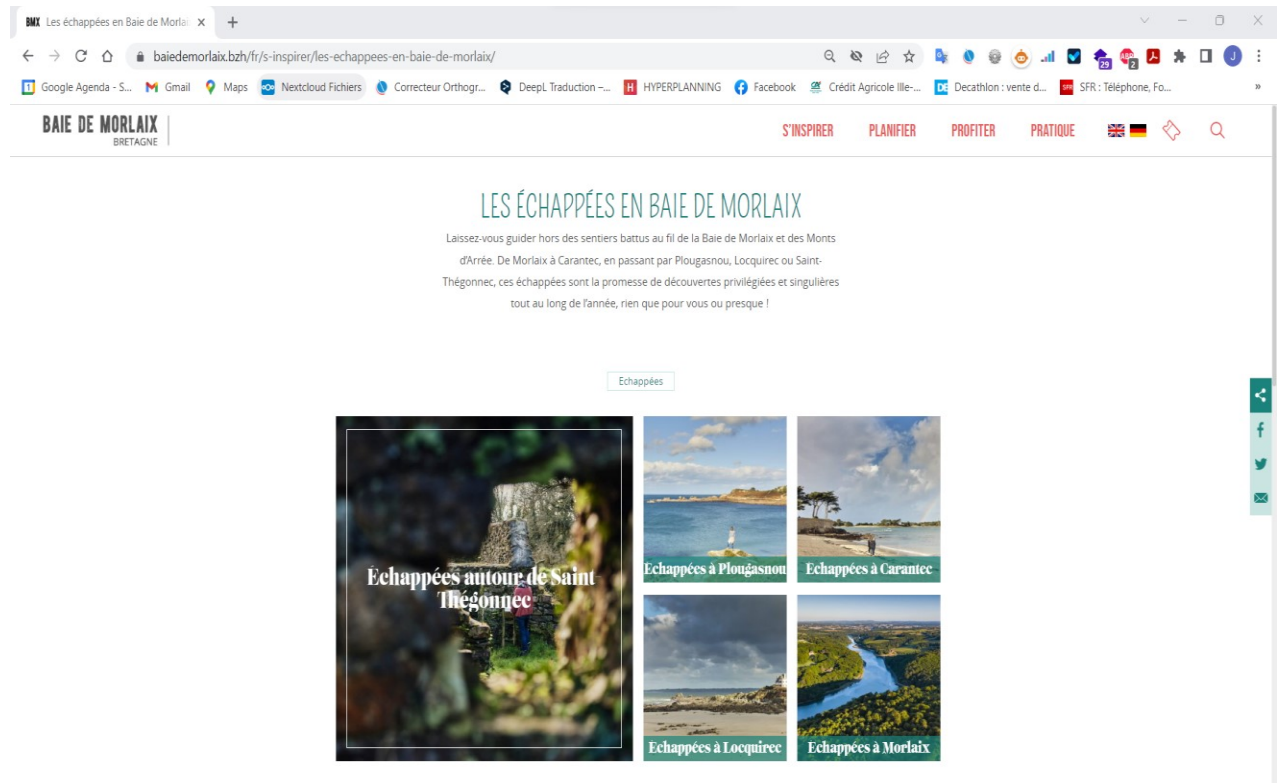 BMX Les échappées en Baie de Morlai
baiedemorlaix.bzh/fr/s-inspirer/les-echappees-en-baie-de-morlaix/
29
2
J
Google Agenda - S... Gmail Maps Nextcloud Fichiers Correcteur Orthogr... DeepL Traduction –... H HYPERPLANNING Facebook Crédit Agricole Ille-... DE Decathlon : vente d... SFR SFR : Téléphone, Fo... »
BAIE DE MORLAIX
BRETAGNE
S'INSPIRER PLANIFIER PROFITER PRATIQUE
LES ÉCHAPPÉES EN BAIE DE MORLAIX
Laissez-vous guider hors des sentiers battus au fil de la Baie de Morlaix et des Monts
d'Arrée. De Morlaix à Carantec, en passant par Plougasnou, Locquirec ou Saint-
Thégonnec, ces échappées sont la promesse de découvertes privilégiées et singulières
tout au long de l'année, rien que pour vous ou presque !
Echappées
Echappées autour de Saint
Thégonnec
Echappées à Plougasnou
Echappées à Carantec
Echappées à Locquirec
Echappées à Morlaix